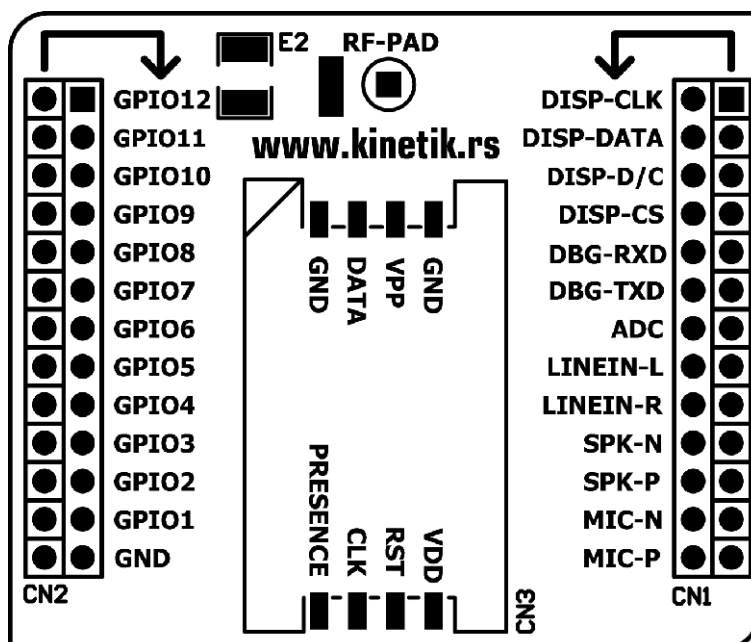 E2 RF-PAD
www.kinetik.rs
GPIO12
GPIO11
GPIO10
GPIO9
GPIO8
GPIO7
GPIO6
GPIO5
GPIO4
GPIO3
GPIO2
GPIO1
GND
CN2
GND
DATA
VPP
GND
PRESENCE
CLK
RST
VDD
CN3
DISP-CLK
DISP-DATA
DISP-D/C
DISP-CS
DBG-RXD
DBG-TXD
ADC
LINEIN-L
LINEIN-R
SPK-N
SPK-P
MIC-N
MIC-P
CN1